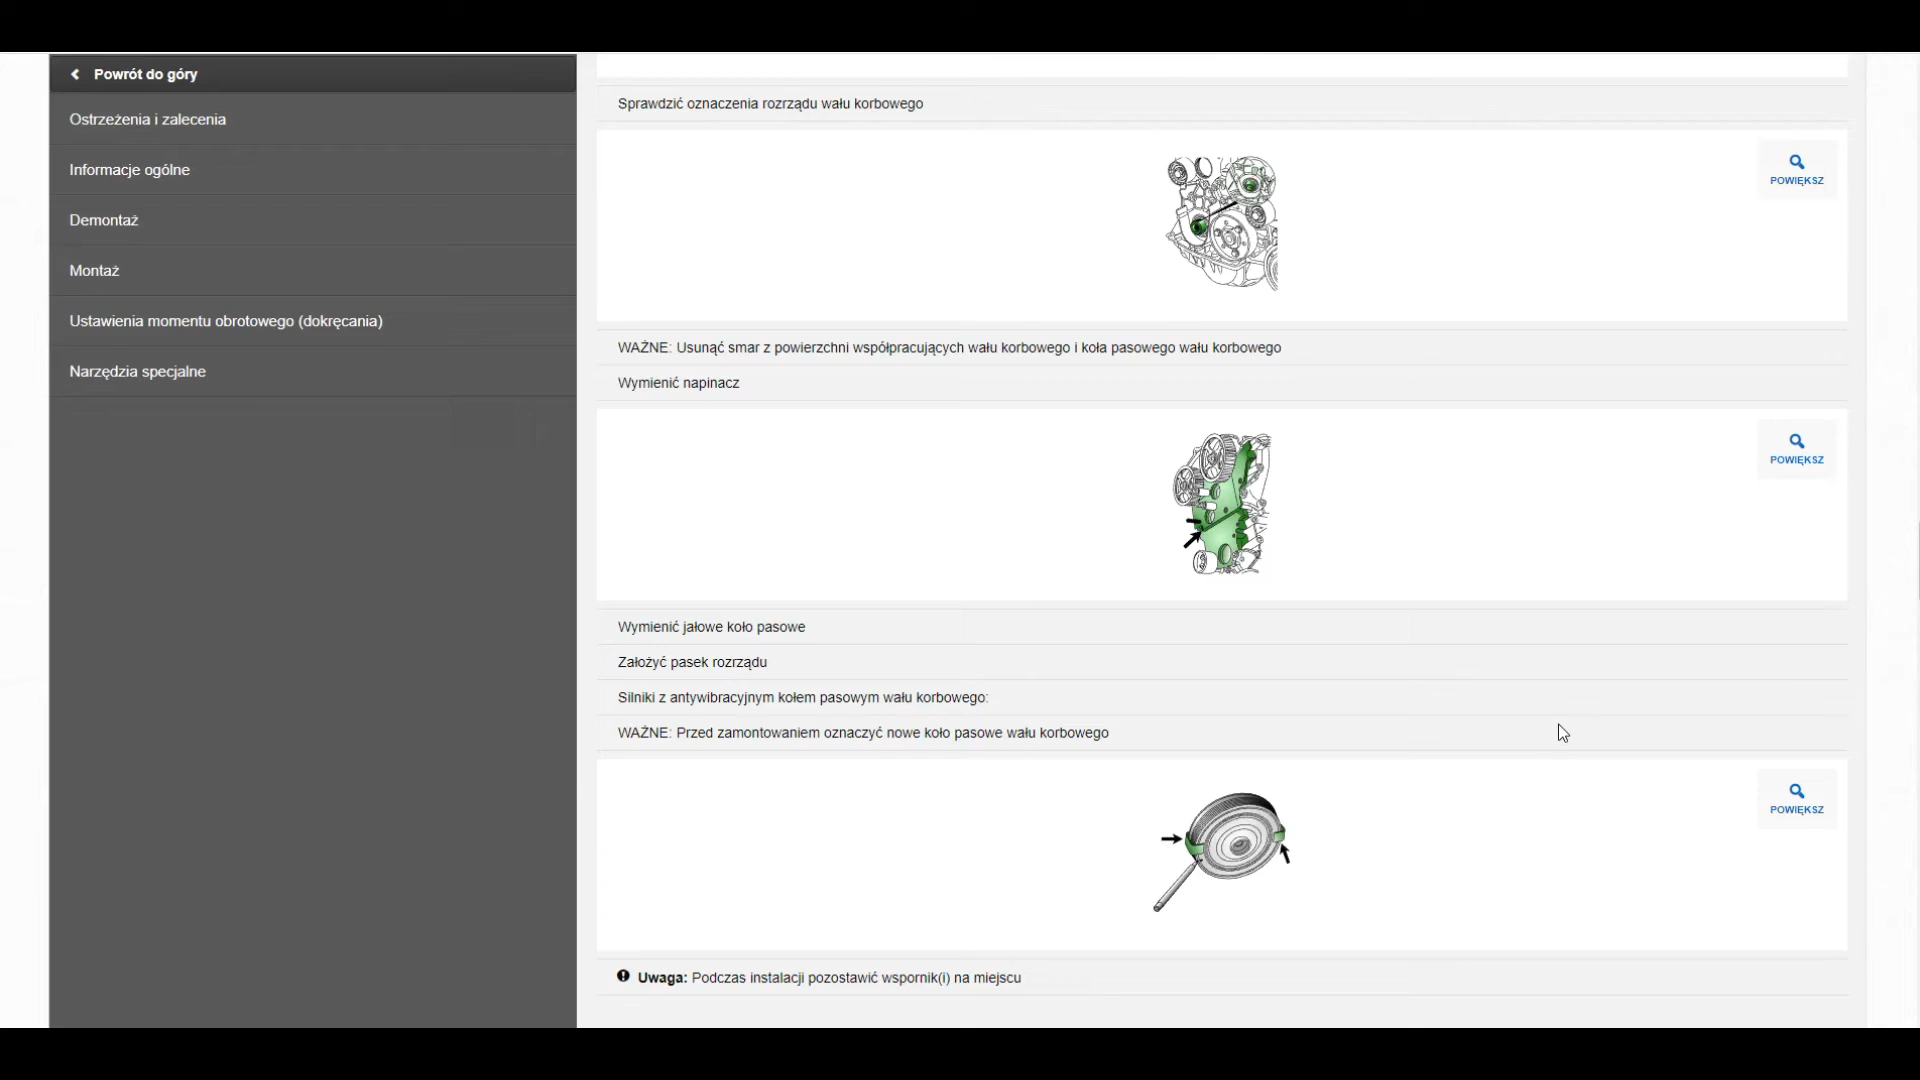 Powrót do góry
Ostrzeżenia i zalecenia
Informacje ogólne
Demontaż
Montaż
Ustawienia momentu obrotowego (dokręcania)
Narzędzia specjalne
Sprawdzić oznaczenia rozrządu wału korbowego
POWIĘKSZ
WAŻNE: Usunąć smar z powierzchni współpracujących wału korbowego i koła pasowego wału korbowego
Wymienić napinacz
POWIĘKSZ
Wymienić jałowe koło pasowe
Założyć pasek rozrządu
Silniki z antywibracyjnym kołem pasowym wału korbowego:
WAŻNE: Przed zamontowaniem oznaczyć nowe koło pasowe wału korbowego
POWIĘKSZ
Uwaga: Podczas instalacji pozostawić wspornik(i) na miejscu